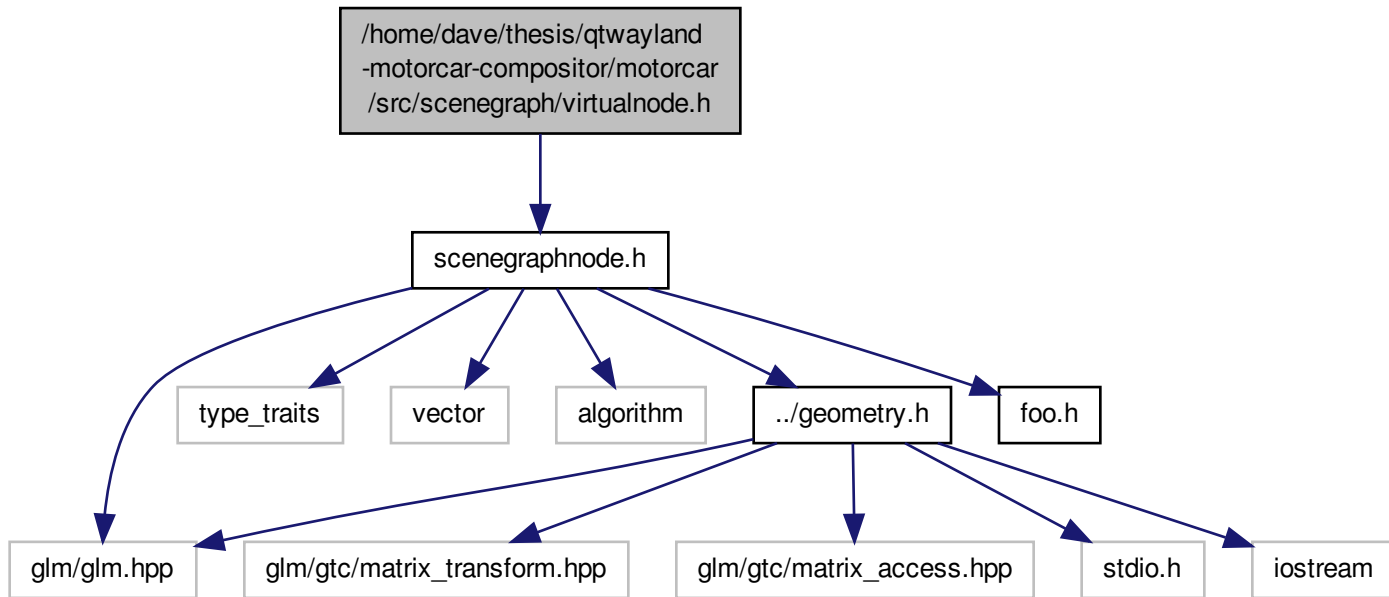 /home/dave/thesis/qtwayland
-motorcar-compositor/motorcar
/src/scenegraph/virtualnode.h
scenegraphnode.h
type_traits
vector
algorithm
../geometry.h
foo.h
glm/glm.hpp
glm/gtc/matrix_transform.hpp
glm/gtc/matrix_access.hpp
stdio.h
iostream